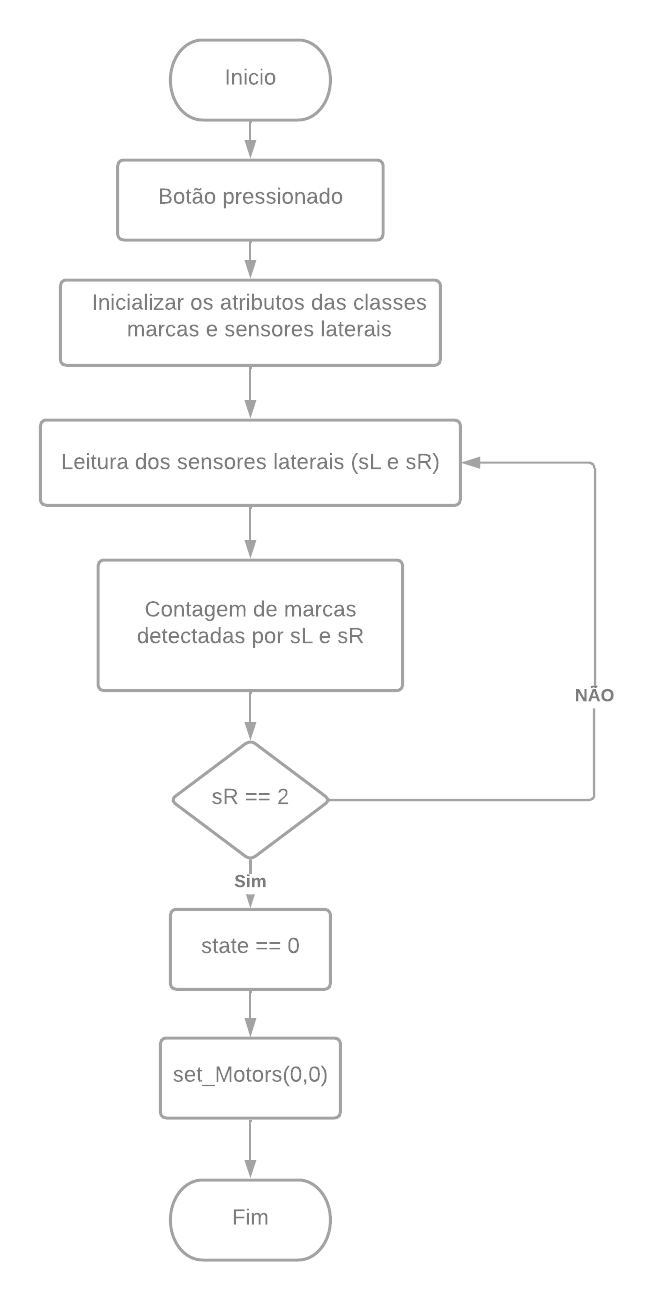 Inicio
Botão pressionado
Inicializar os atributos das classes
marcas e sensores laterais
Leitura dos sensores laterais (sL e sR)
Contagem de marcas
detectadas por sL e sR
NÃO
sR == 2
Sim
state == 0
set_Motors(0,0)
Fim